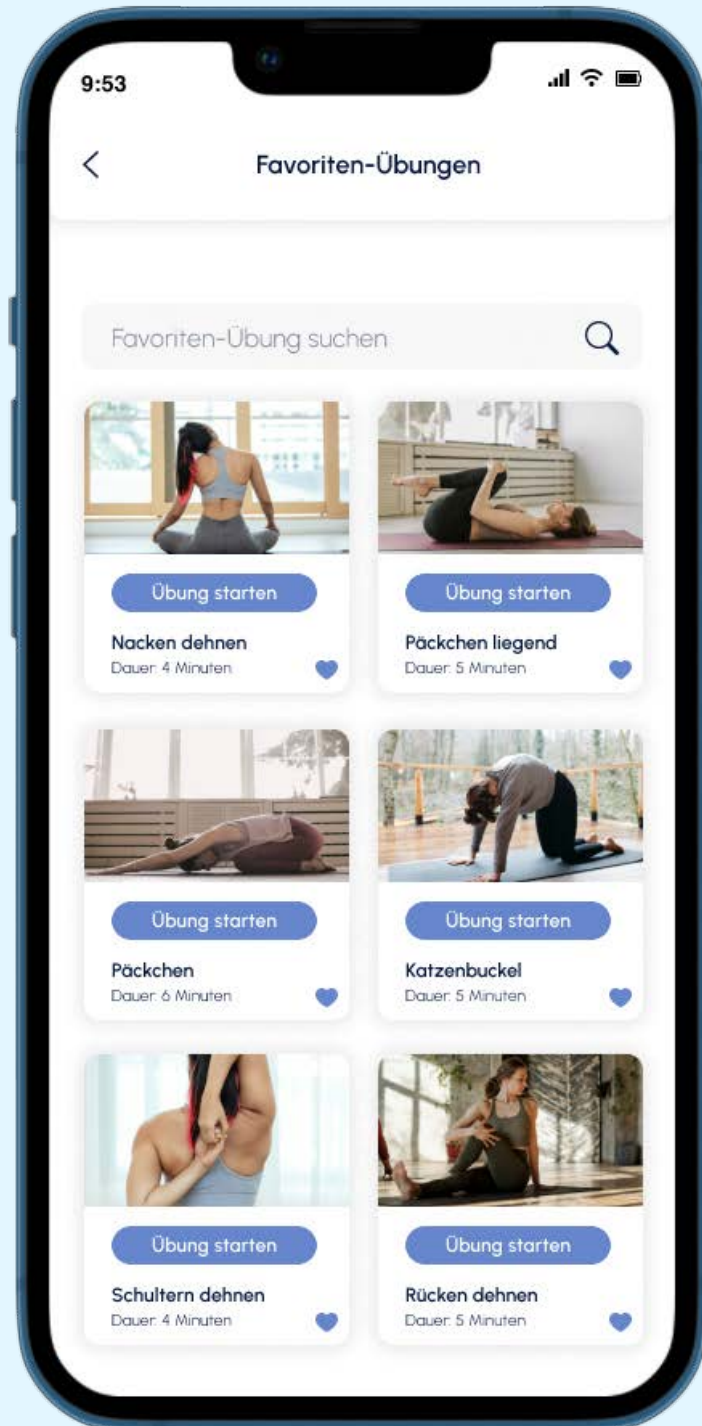 9:53
Favoriten-Übungen
Favoriten-Übung suchen
Übung starten
Nacken dehnen
Dauer: 4 Minuten
Übung starten
Päckchen liegend
Dauer: 5 Minuten
Übung starten
Päckchen
Dauer: 6 Minuten
Übung starten
Katzenbuckel
Dauer: 5 Minuten
Übung starten
Schultern dehnen
Dauer: 4 Minuten
Übung starten
Rücken dehnen
Dauer: 5 Minuten